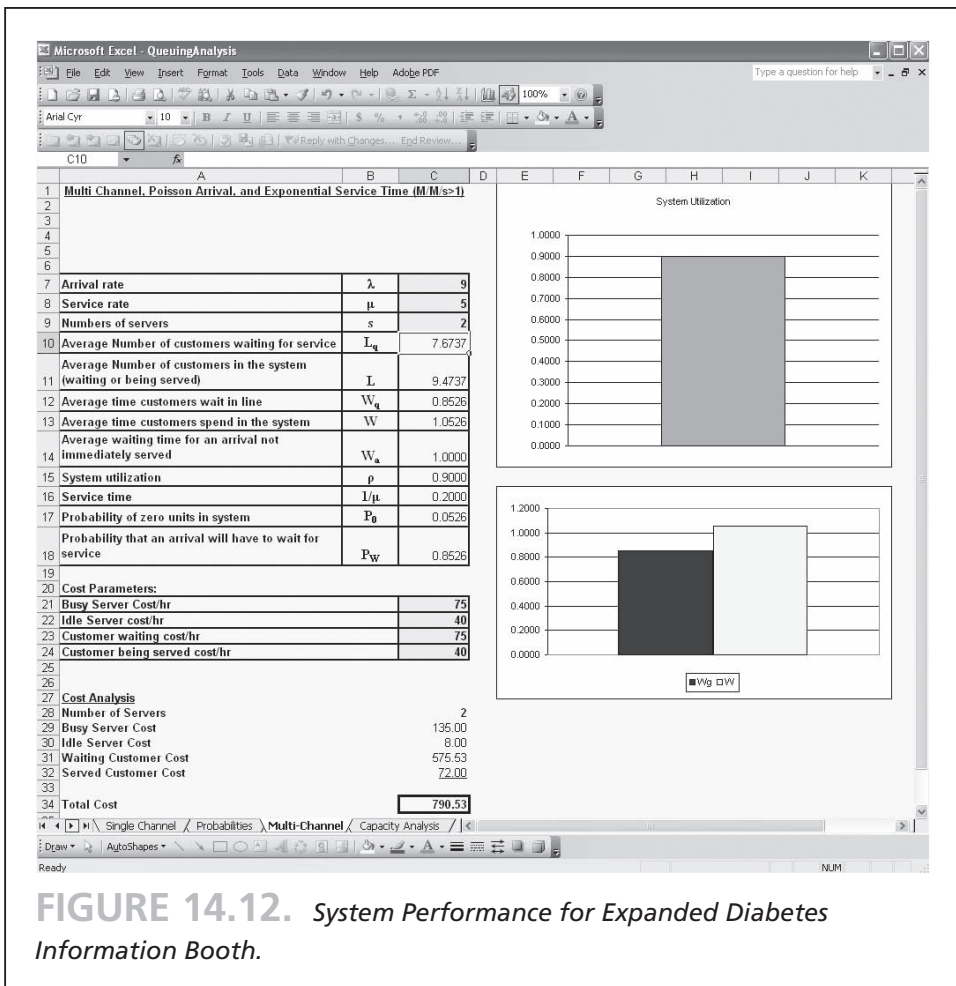 Microsoft Excel - QueuingAnalysis
File Edit View Insert Format Tools Data Window Help Adobe PDF
Type a question for help
100%
Arial Cyr 10 B I U
Reply with Changes... End Review...
C10 fx
A B C D E F G H I J K
1 Multi Channel, Poisson Arrival, and Exponential Service Time (M/M/s>1)
2
3
4
5
6
7 Arrival rate λ 9
8 Service rate μ 5
9 Numbers of servers s 2
10 Average Number of customers waiting for service Lq 7.6737
Average Number of customers in the system
11 (waiting or being served) L 9.4737
12 Average time customers wait in line Wq 0.8526
13 Average time customers spend in the system W 1.0526
Average waiting time for an arrival not
14 immediately served Wa 1.0000
15 System utilization ρ 0.9000
16 Service time 1/μ 0.2000
17 Probability of zero units in system P0 0.0526
Probability that an arrival will have to wait for
18 service PW 0.8526
19
20 Cost Parameters:
21 Busy Server Cost/hr 75
22 Idle Server cost/hr 40
23 Customer waiting cost/hr 75
24 Customer being served cost/hr 40
25
26
27 Cost Analysis
28 Number of Servers 2
29 Busy Server Cost 135.00
30 Idle Server Cost 8.00
31 Waiting Customer Cost 575.53
32 Served Customer Cost 72.00
33
34 Total Cost 790.53
System Utilization
1.0000
0.9000
0.8000
0.7000
0.6000
0.5000
0.4000
0.3000
0.2000
0.1000
0.0000
1.2000
1.0000
0.8000
0.6000
0.4000
0.2000
0.0000
Wg W
Single Channel / Probabilities Multi-Channel / Capacity Analysis /
Draw AutoShapes
Ready NUM
FIGURE 14.12. System Performance for Expanded Diabetes
Information Booth.